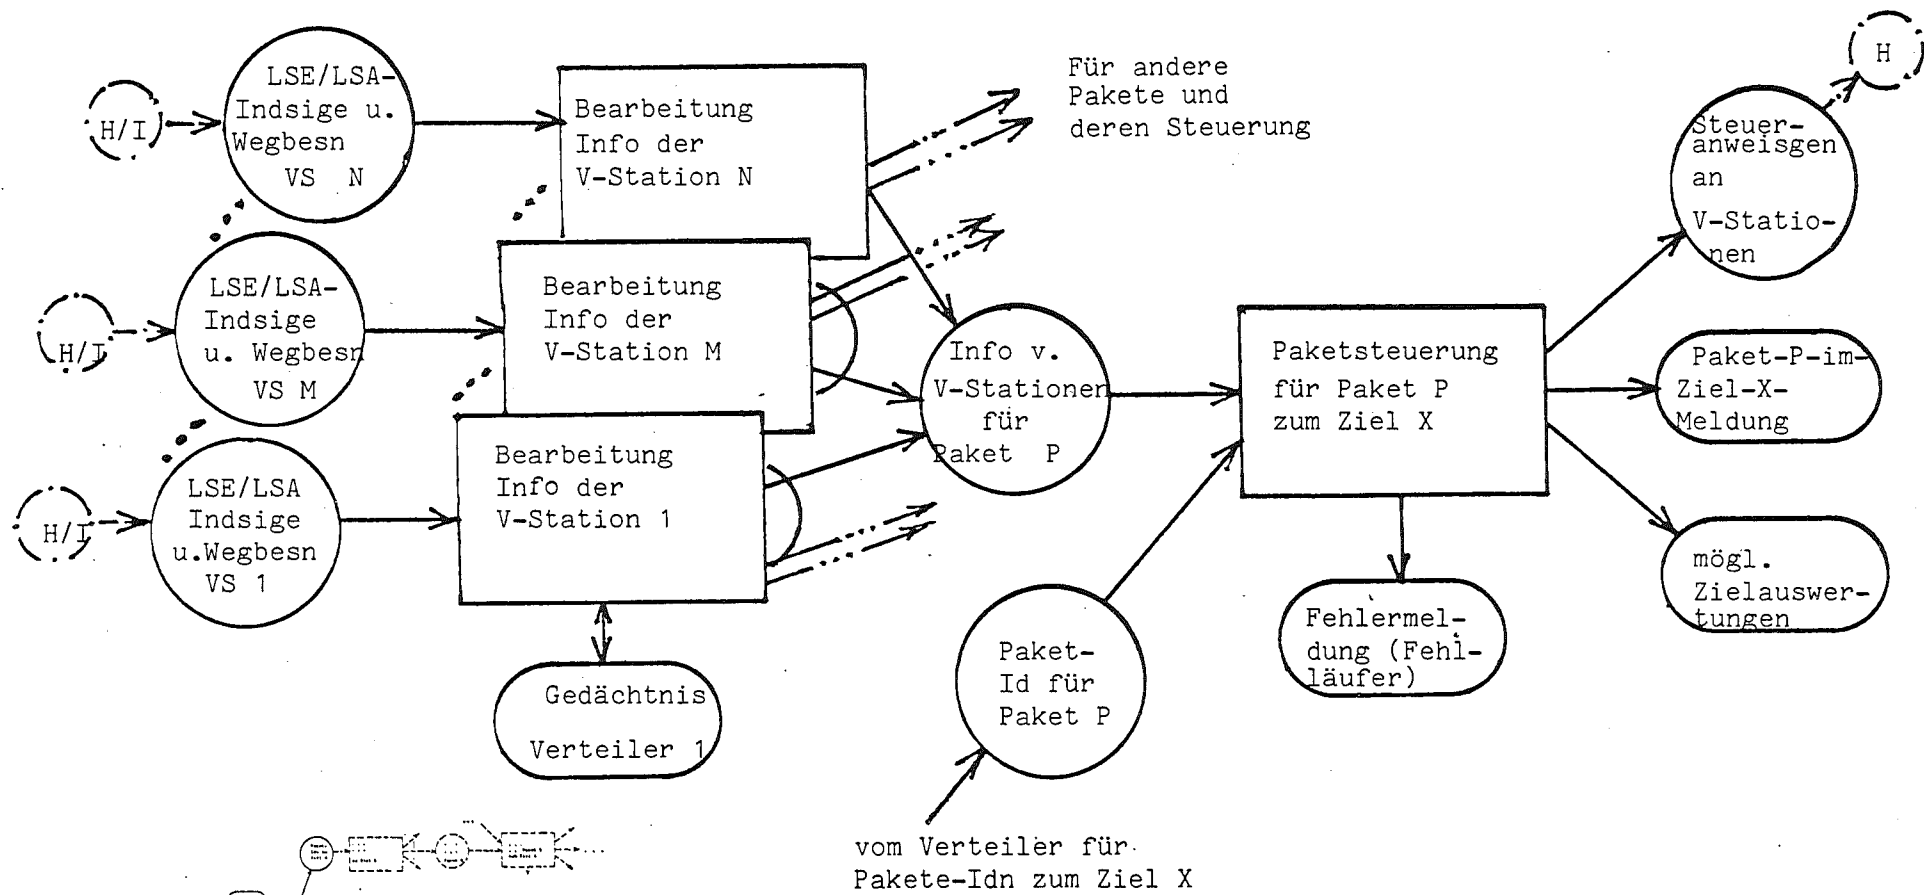 H/I
LSE/LSA-
Indsige u.
Wegbesn
VS N
Bearbeitung
Info der
V-Station N
Für andere
Pakete und
deren Steuerung
H
Steuer-
anweisgen
an
V-Statio-
nen
H/I
LSE/LSA-
Indsige
u. Wegbesn
VS M
Bearbeitung
Info der
V-Station M
Info v.
V-Stationen
für
Paket P
Paketsteuerung
für Paket P
zum Ziel X
Paket-P-im-
Ziel-X-
Meldung
H/I
LSE/LSA
Indsige
u.Wegbesn
VS 1
Bearbeitung
Info der
V-Station 1
mögl.
Zielauswer-
tungen
Fehlermel-
dung (Fehl-
läufer)
Paket-
Id für
Paket P
Gedächtnis
Verteiler 1
vom Verteiler für
Pakete-Idn zum Ziel X